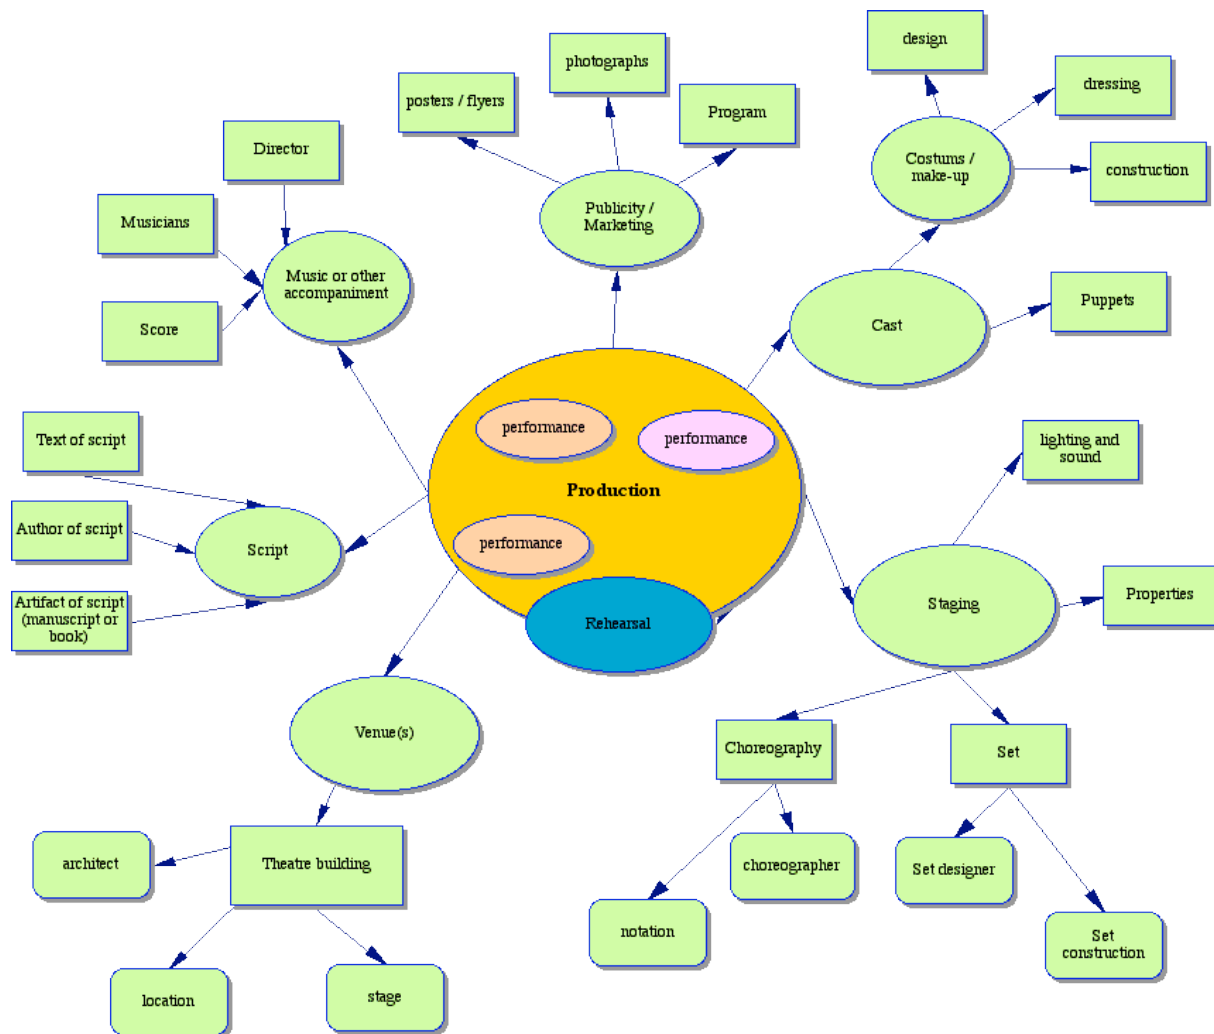 design
photographs
dressing
posters / flyers
Program
Director
Costums /
make-up
construction
Musicians
Publicity /
Marketing
Music or other
accompaniment
Puppets
Score
Cast
performance
performance
Text of script
lighting and
sound
Production
Author of script
Script
performance
Artifact of script
(manuscript or
book)
Rehearsal
Staging
Properties
Venue(s)
Choreography
Set
architect
Theatre building
choreographer
Set designer
notation
Set
construction
location
stage